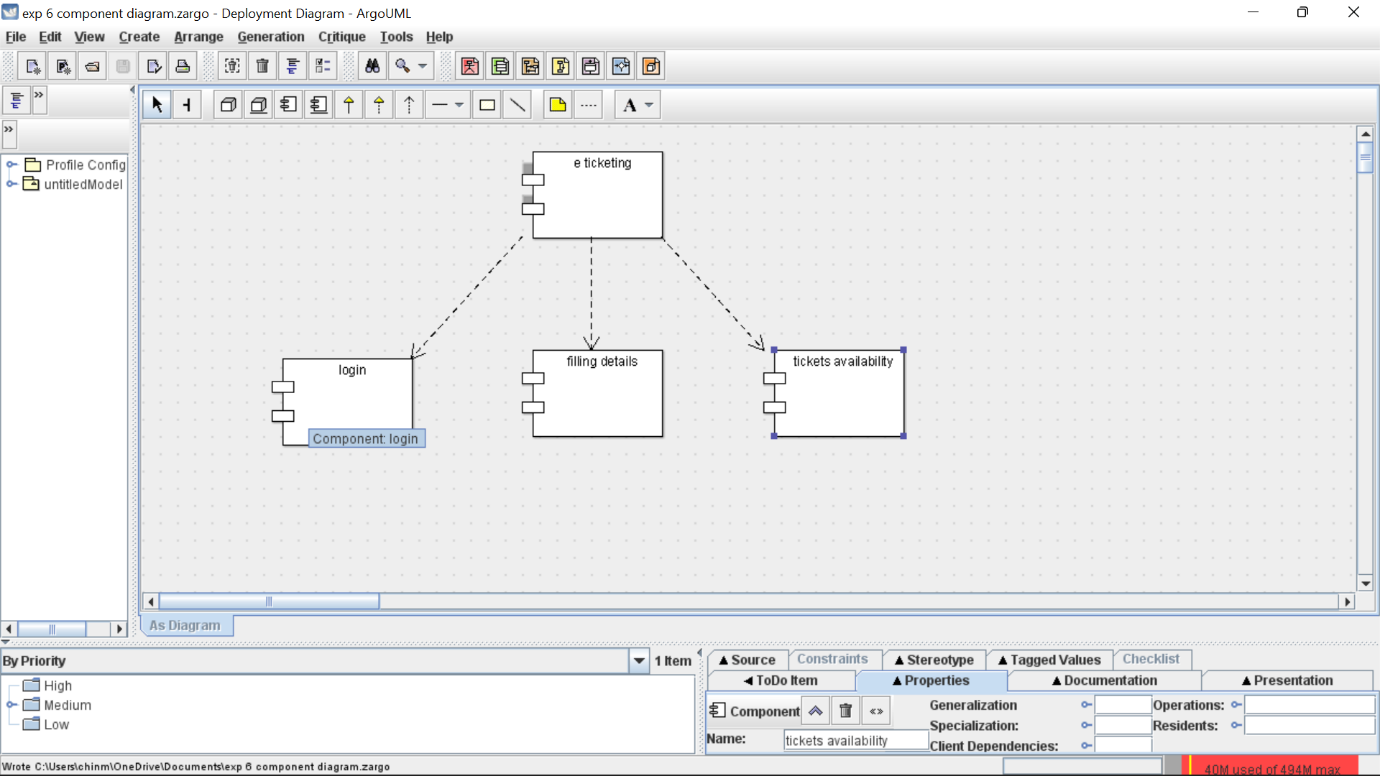 exp 6 component diagram.zargo - Deployment Diagram - ArgoUML
File Edit View Create Arrange Generation Critique Tools Help
A
Profile Config
untitledModel
e ticketing
login
filling details
tickets availability
Component: login
As Diagram
By Priority
1 Item
High
Medium
Low
Source Constraints Stereotype Tagged Values Checklist
ToDo Item Properties Documentation Presentation
Component
Name: tickets availability
Generalization
Specialization:
Client Dependencies:
Operations:
Residents:
Wrote C:\Users\chinm\OneDrive\Documents\exp 6 component diagram.zargo
40M used of 494M max